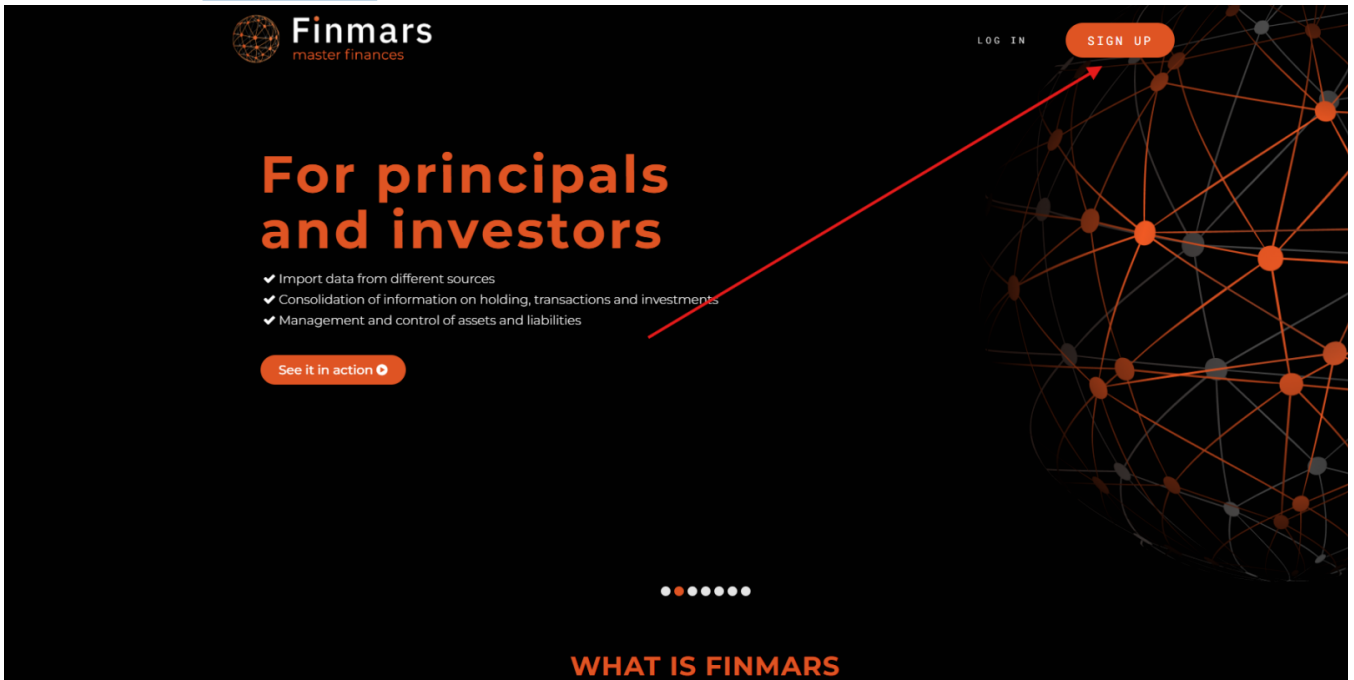 Finmars
master finances
LOG IN
SIGN UP
For principals
and investors
Import data from different sources
Consolidation of information on holding, transactions and investments
Management and control of assets and liabilities
See it in action
WHAT IS FINMARS